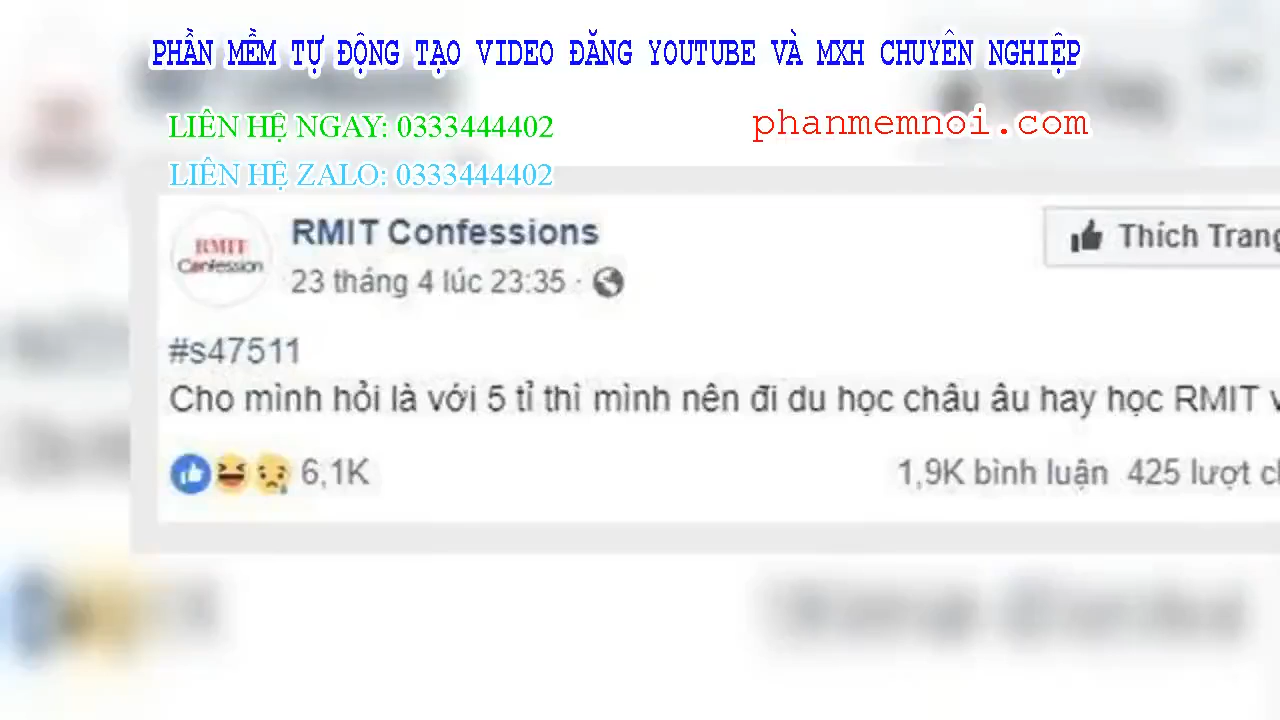 PHẦN MỀM TỰ ĐỘNG TẠO VIDEO ĐĂNG YOUTUBE VÀ MXH CHUYÊN NGHIỆP
LIÊN HỆ NGAY: 0333444402
phanmemnoi.com
LIÊN HỆ ZALO: 0333444402
RMIT Confession
RMIT Confessions
Thích Trang
23 tháng 4 lúc 23:35 ·
#s47511
Cho mình hỏi là với 5 tỉ thì mình nên đi du học châu âu hay học RMIT
6,1K
1,9K bình luận 425 lượt